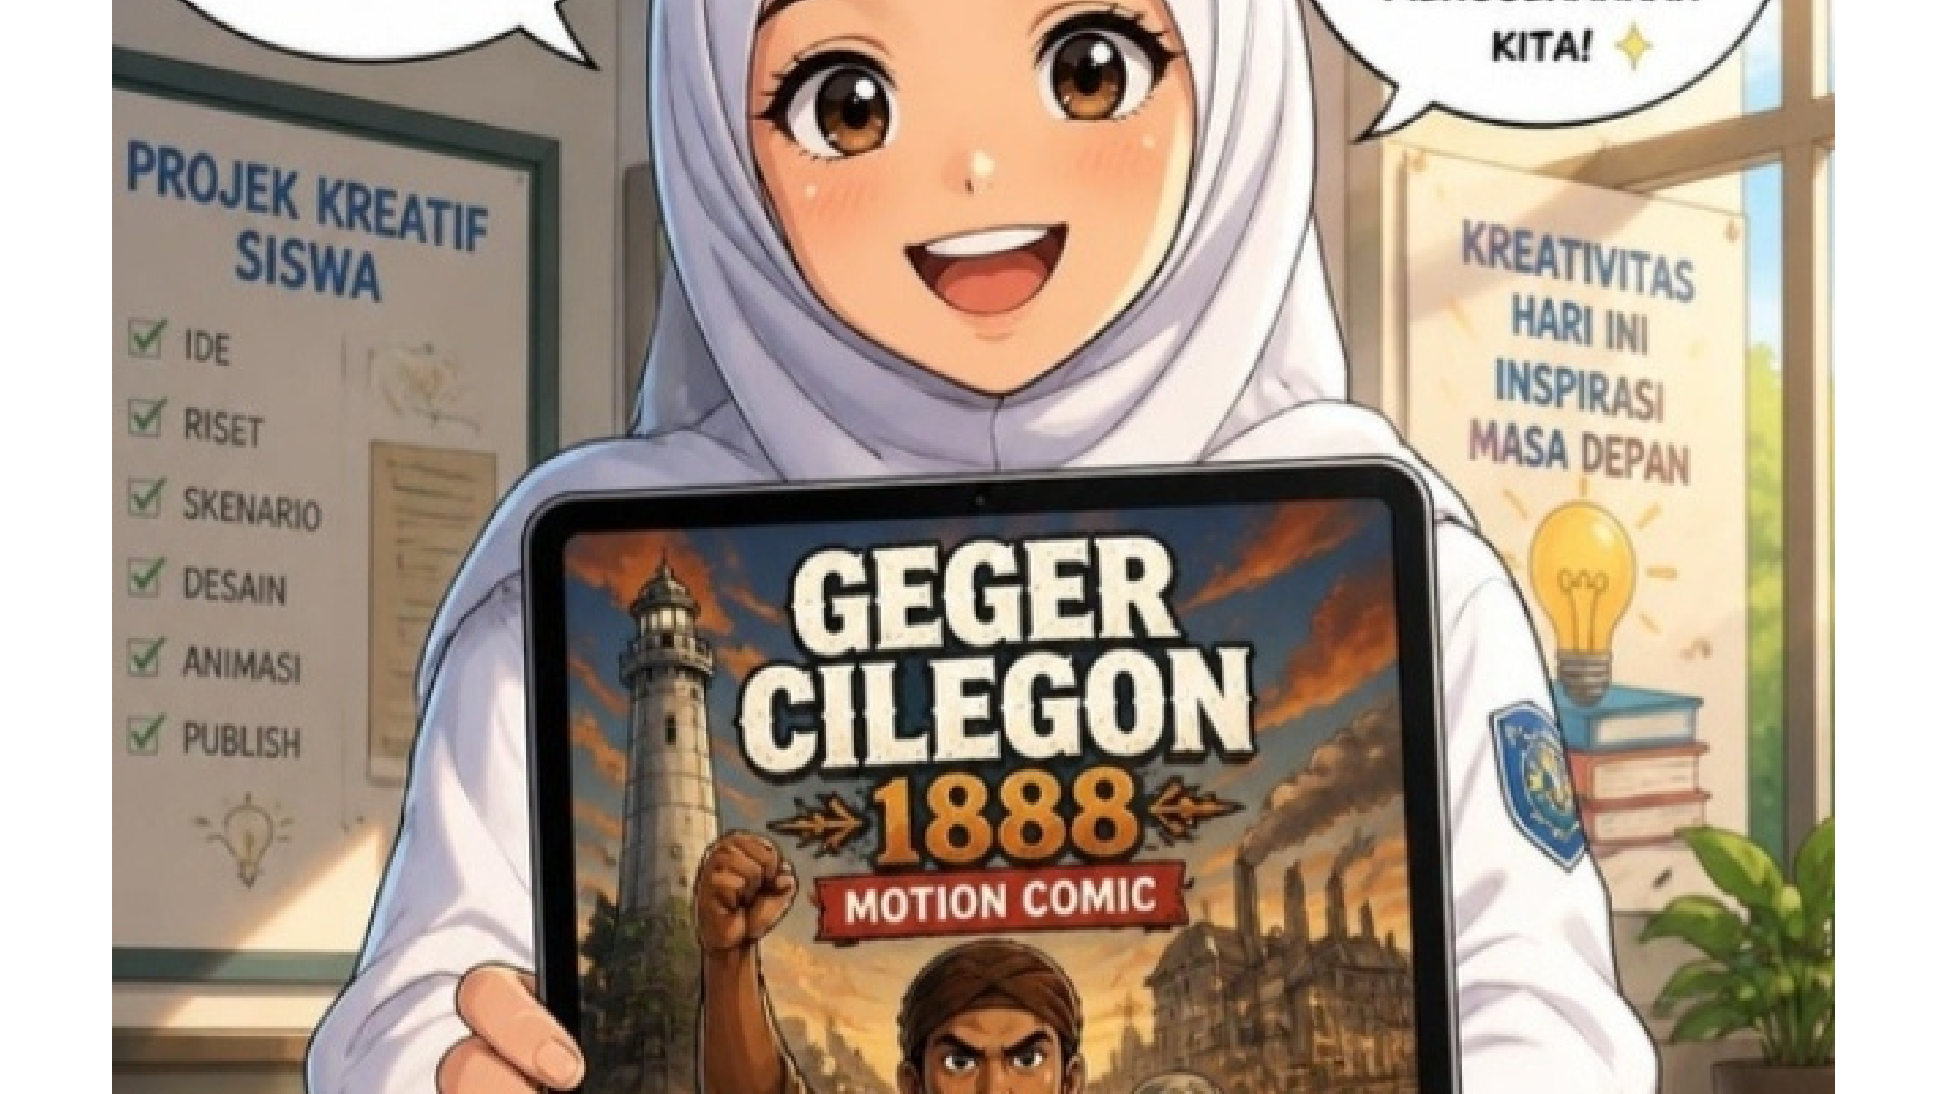 KITA!
PROJEK KREATIF
SISWA
IDE
RISET
SKENARIO
DESAIN
ANIMASI
PUBLISH
KREATIVITAS
HARI INI
INSPIRASI
MASA DEPAN
GEGER
CILEGON
1888
MOTION COMIC